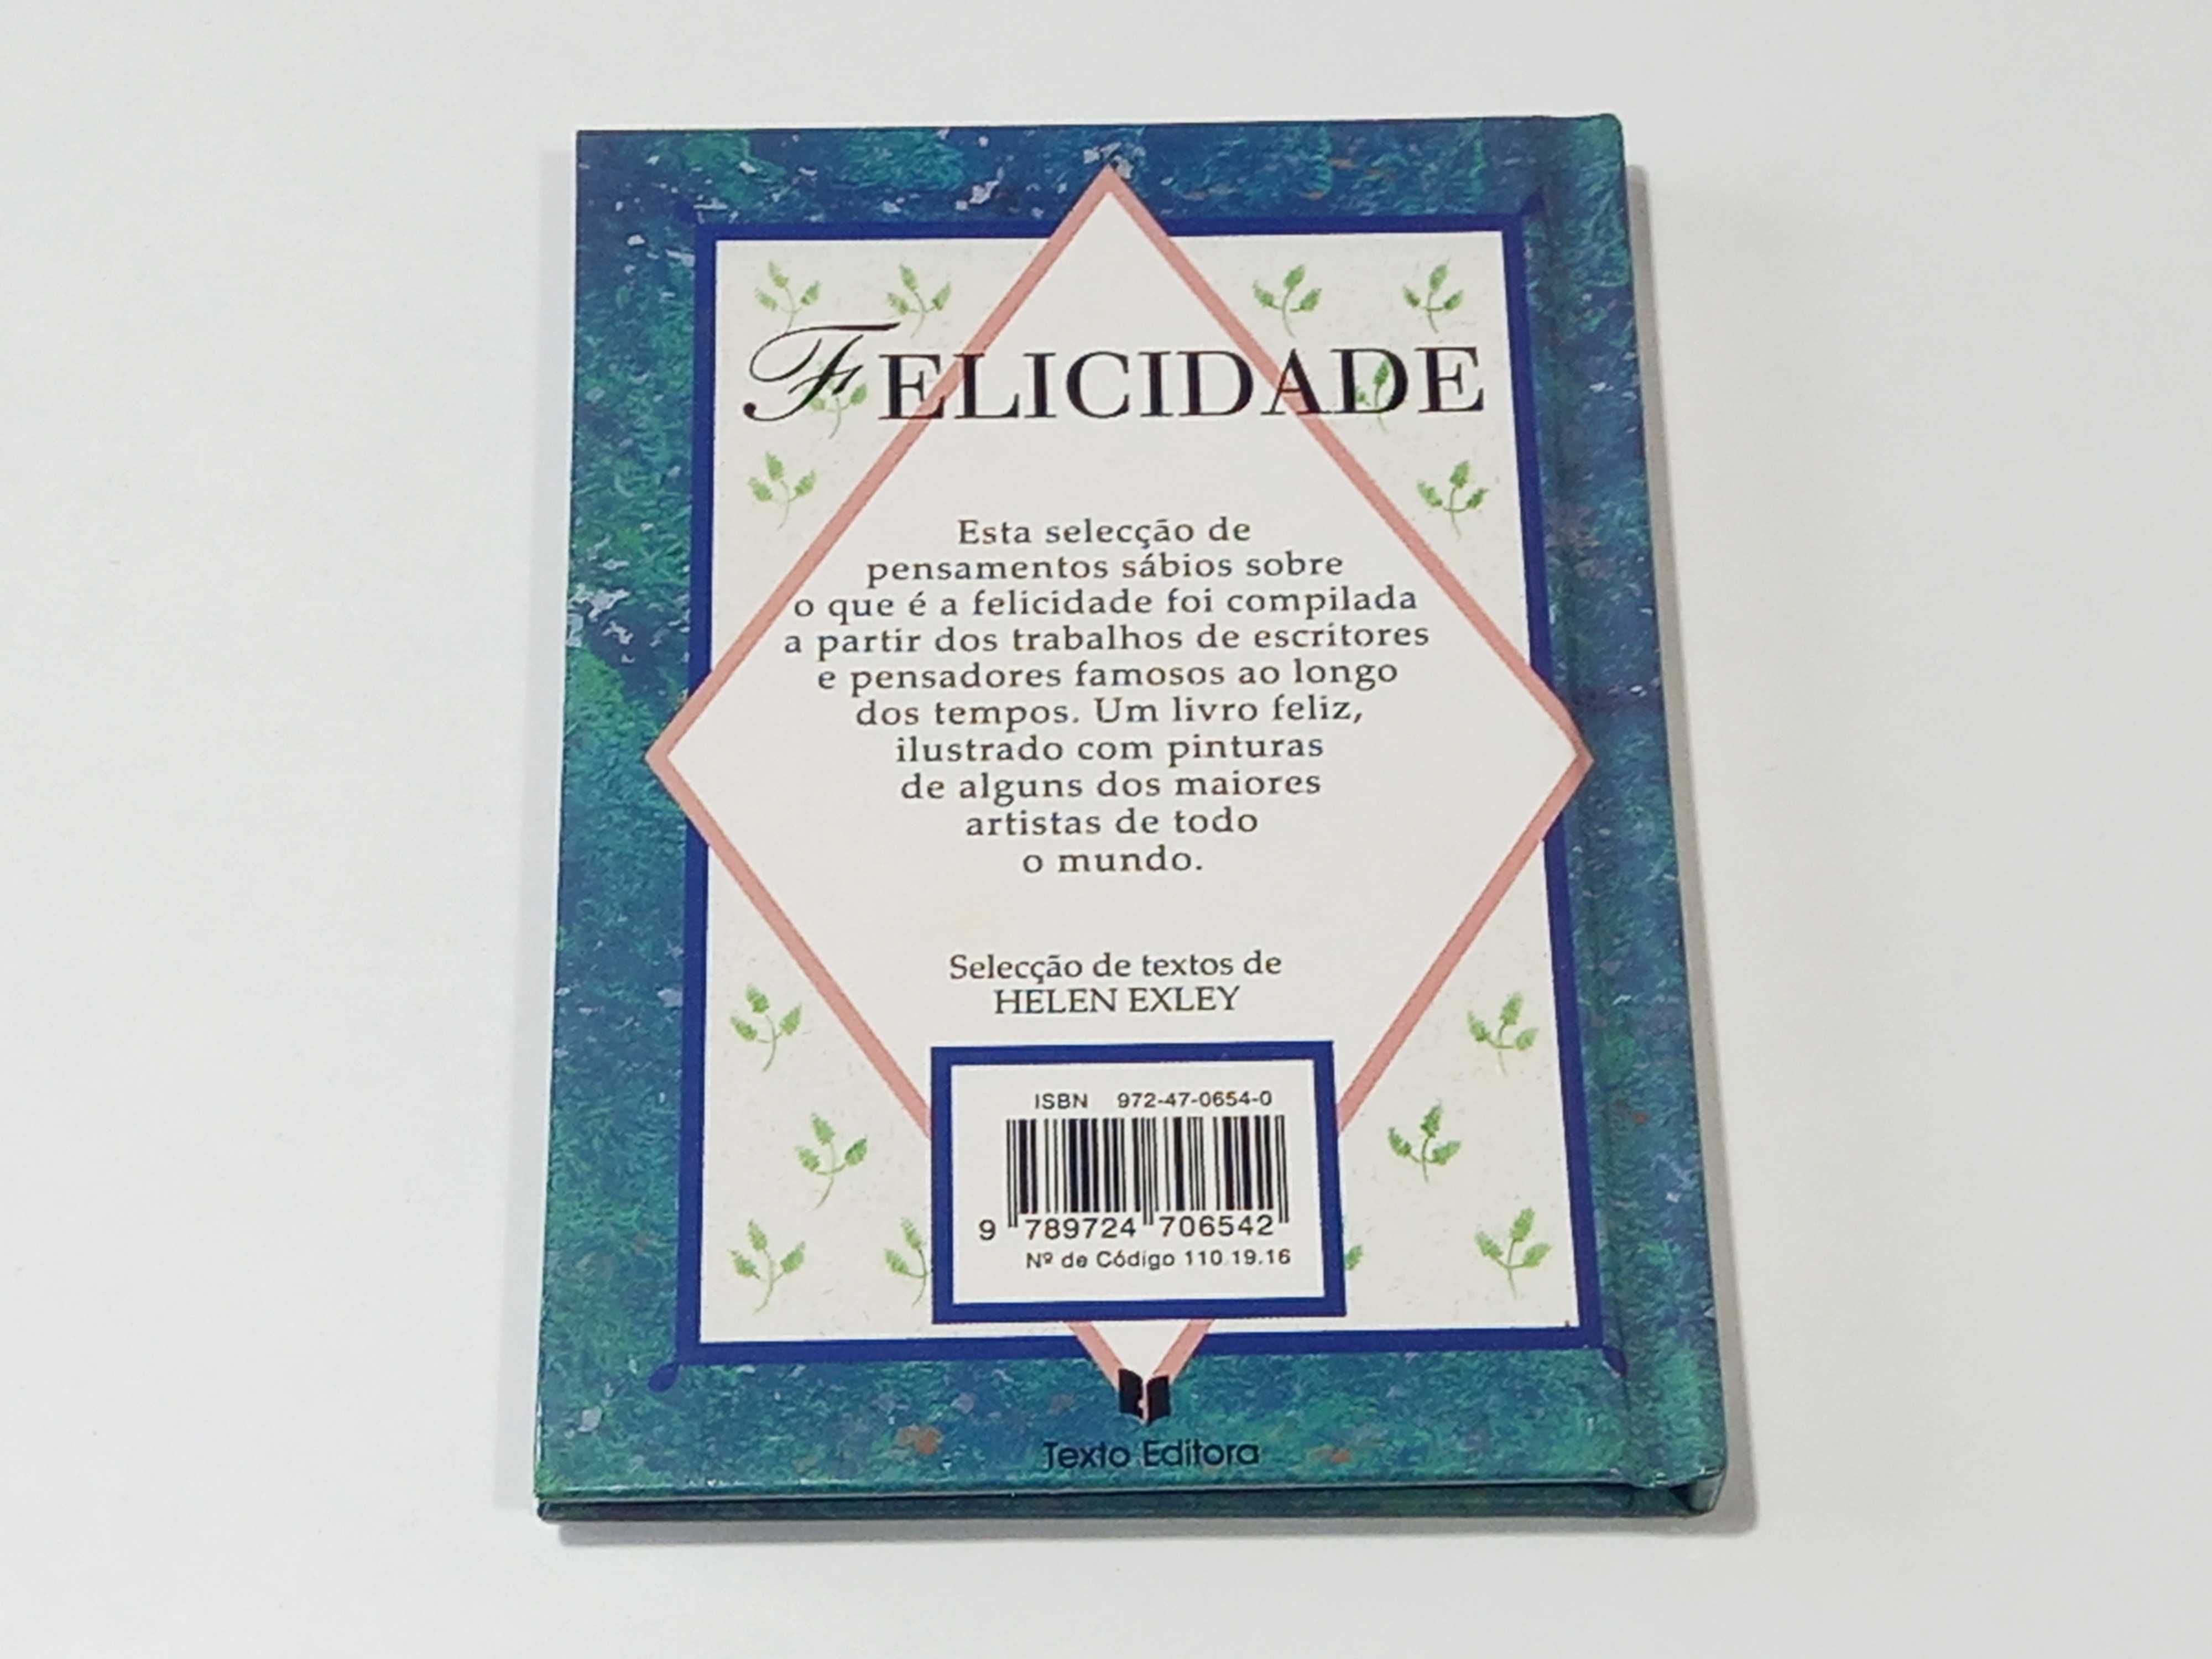 FELICIDADE
Esta selecção de
pensamentos sábios sobre
o que é a felicidade foi compilada
a partir dos trabalhos de escritores
e pensadores famosos ao longo
dos tempos. Um livro feliz,
ilustrado com pinturas
de alguns dos maiores
artistas de todo
o mundo.
Selecção de textos de
HELEN EXLEY
ISBN 972-47-0654-0
9 789724 706542
Nº de Código 110.19.16
Texto Editora